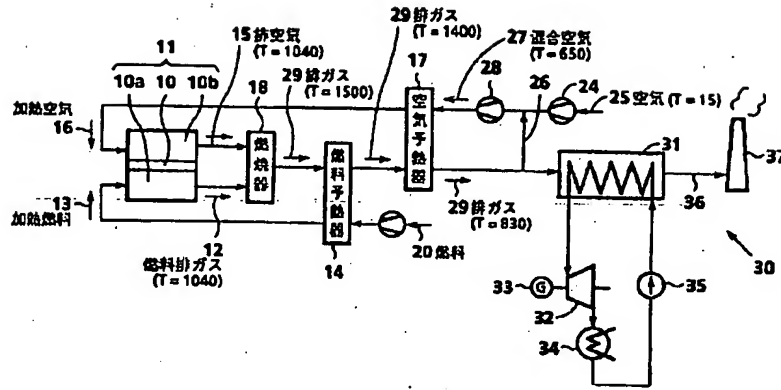 11
10a 10 10b
15 排空気
(T=1040)
29 排ガス
(T=1500)
18
燃焼器
29 排ガス
(T=1400)
17
空気予熱器
27 混合空気
(T=650)
28
26
24
25 空気 (T=15)
加熱空気
16
13
加熱燃料
12
燃料排ガス
(T=1040)
燃料予熱器
14
20 燃料
29 排ガス
(T=830)
31
36
37
30
33 G
32
34
35